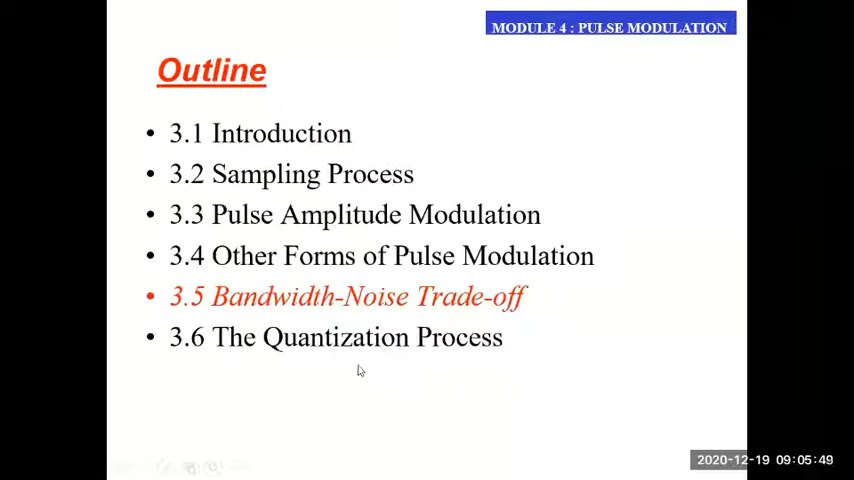 MODULE 4 : PULSE MODULATION
Outline
• 3.1 Introduction
• 3.2 Sampling Process
• 3.3 Pulse Amplitude Modulation
• 3.4 Other Forms of Pulse Modulation
• 3.5 Bandwidth-Noise Trade-off
• 3.6 The Quantization Process
2020-12-19 09:05:49